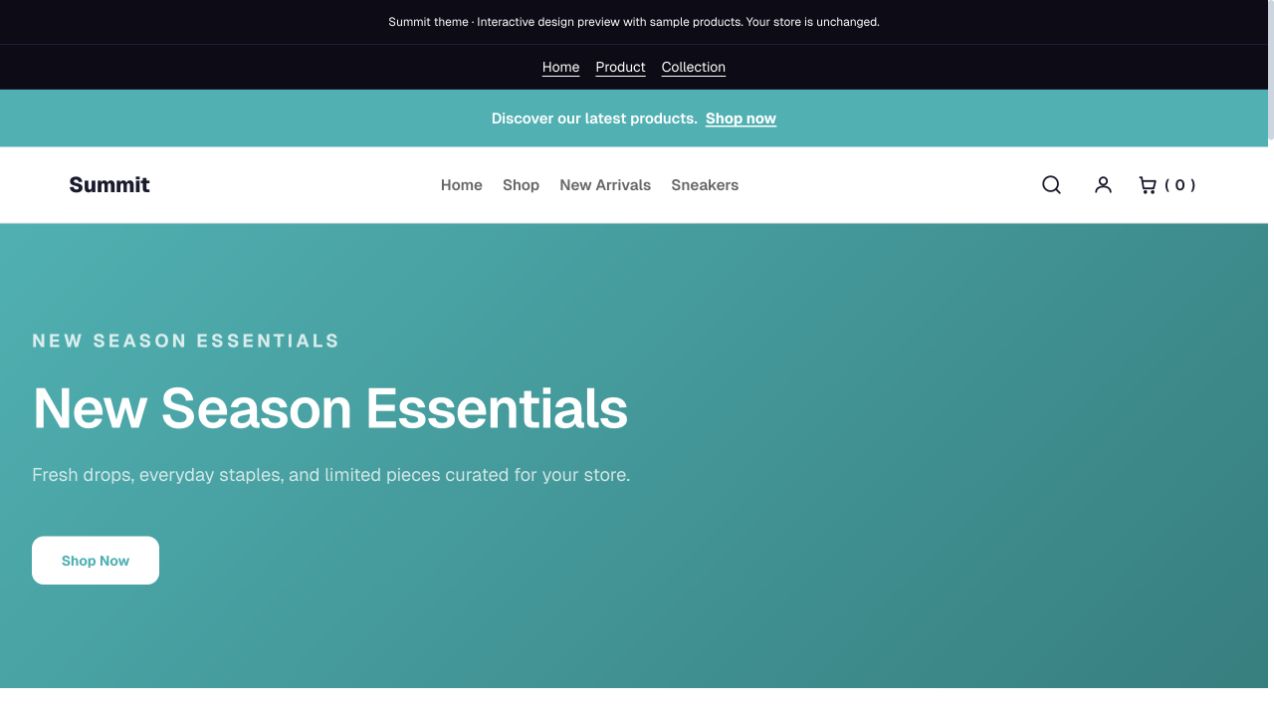 Summit theme · Interactive design preview with sample products. Your store is unchanged.
Home Product Collection
Discover our latest products. Shop now
Summit Home Shop New Arrivals Sneakers ( 0 )
NEW SEASON ESSENTIALS
New Season Essentials
Fresh drops, everyday staples, and limited pieces curated for your store.
Shop Now